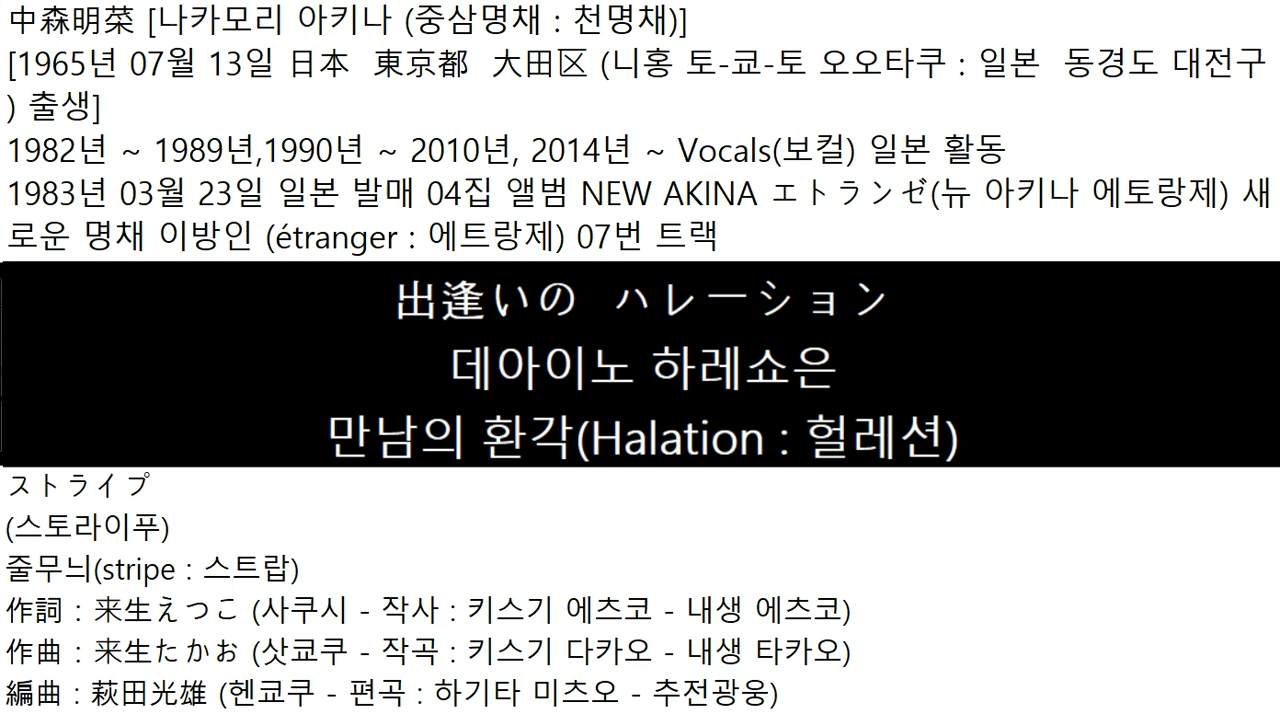 中森明菜 [나카모리 아키나 (중삼명채 : 천명채)]
[1965년 07월 13일 日本 東京都 大田区 (니홍 토-쿄-토 오오타쿠 : 일본 동경도 대전구
) 출생]
1982년 ~ 1989년,1990년 ~ 2010년, 2014년 ~ Vocals(보컬) 일본 활동
1983년 03월 23일 일본 발매 04집 앨범 NEW AKINA エトランゼ(뉴 아키나 에토랑제) 새
로운 명채 이방인 (étranger : 에트랑제) 07번 트랙
出逢いの ハレーション
데아이노 하레쇼은
만남의 환각(Halation : 헐레션)
ストライプ
(스토라이푸)
줄무늬(stripe : 스트랍)
作詞 : 来生えつこ (사쿠시 - 작사 : 키스기 에츠코 - 내생 에츠코)
作曲 : 来生たかお (삿쿄쿠 - 작곡 : 키스기 다카오 - 내생 타카오)
編曲 : 萩田光雄 (헨쿄쿠 - 편곡 : 하기타 미츠오 - 추전광웅)